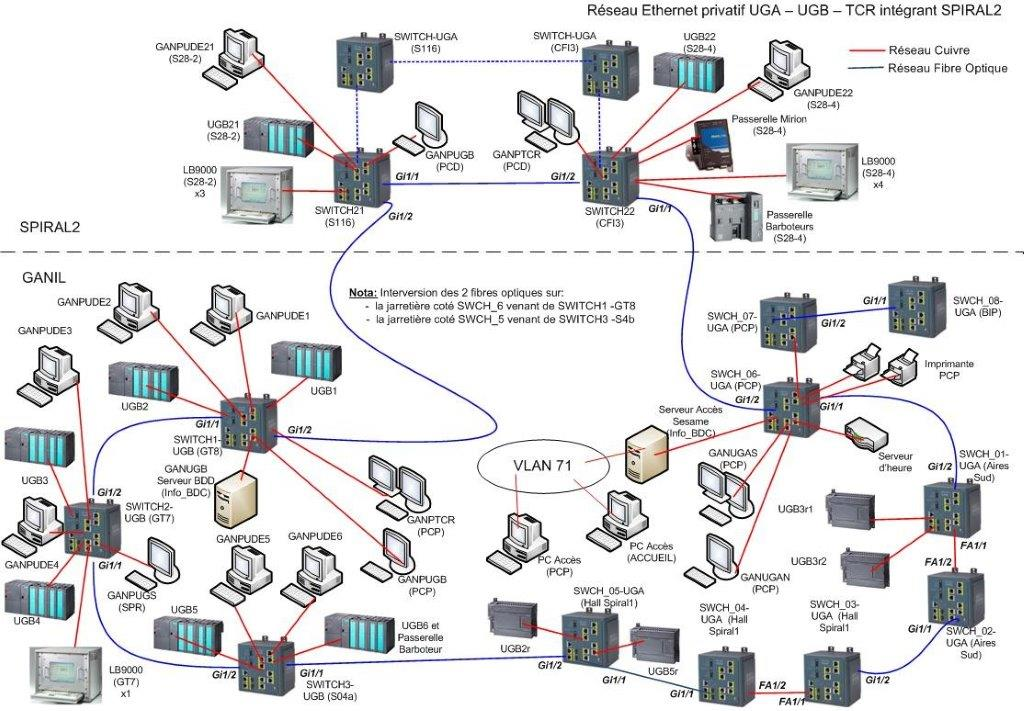 Réseau Ethernet privatif UGA – UGB – TCR intégrant SPIRAL2
Réseau Cuivre
Réseau Fibre Optique
GANPUDE21
(S28-2)
SWITCH-UGA
(S116)
SWITCH-UGA
(CFI3)
UGB22
(S28-4)
GANPUDE22
(S28-4)
UGB21
(S28-2)
GANPUGB
(PCD)
GANPTCR
(PCD)
Passerelle Mirion
(S28-4)
LB9000
(S28-2)
x3
Gi1/1
Gi1/2
LB9000
(S28-4)
x4
SWITCH21
(S116)
Gi1/2
SWITCH22
(CFI3)
Gi1/1
Passerelle
Barboteurs
(S28-4)
SPIRAL2
GANIL
Nota: Interversion des 2 fibres optiques sur:
- la jarretière coté SWCH_6 venant de SWITCH1 -GT8
- la jarretière coté SWCH_5 venant de SWITCH3 -S4b
GANPUDE2
GANPUDE1
GANPUDE3
UGB2
UGB1
SWCH_07-
UGA (PCP)
Gi1/1
Gi1/2
SWCH_08-
UGA (BIP)
SWCH_06-
UGA (PCP)
Gi1/2
Gi1/1
Imprimante
PCP
Gi1/1
SWITCH1-
UGB (GT8)
Gi1/2
Serveur Accès
Sesame
(Info_BDC)
VLAN 71
Serveur
d'heure
UGB3
GANUGB
Serveur BDD
(Info_BDC)
GANUGAS
(PCP)
SWCH_01-
UGA (Aires
Sud)
Gi1/2
Gi1/2
SWITCH2-
UGB (GT7)
GANPTCR
(PCP)
UGB3r1
GANPUDE4
Gi1/1
GANPUGS
(SPR)
GANPUDE5
GANPUDE6
GANPUGB
(PCP)
PC Accès
(PCP)
PC Accès
(ACCUEIL)
GANUGAN
(PCP)
UGB3r2
FA1/1
FA1/2
UGB4
UGB5
UGB6 et
Passerelle
Barboteur
SWCH_05-UGA
(Hall Spiral1)
SWCH_04-
UGA (Hall
Spiral1
SWCH_03-
UGA (Hall
Spiral1
Gi1/1
SWCH_02-
UGA (Aires
Sud)
UGB2r
UGB5r
LB9000
(GT7)
x1
Gi1/2
Gi1/1
SWITCH3-
UGB (S04a)
Gi1/2
Gi1/1
Gi1/1
FA1/2
FA1/1
Gi1/2